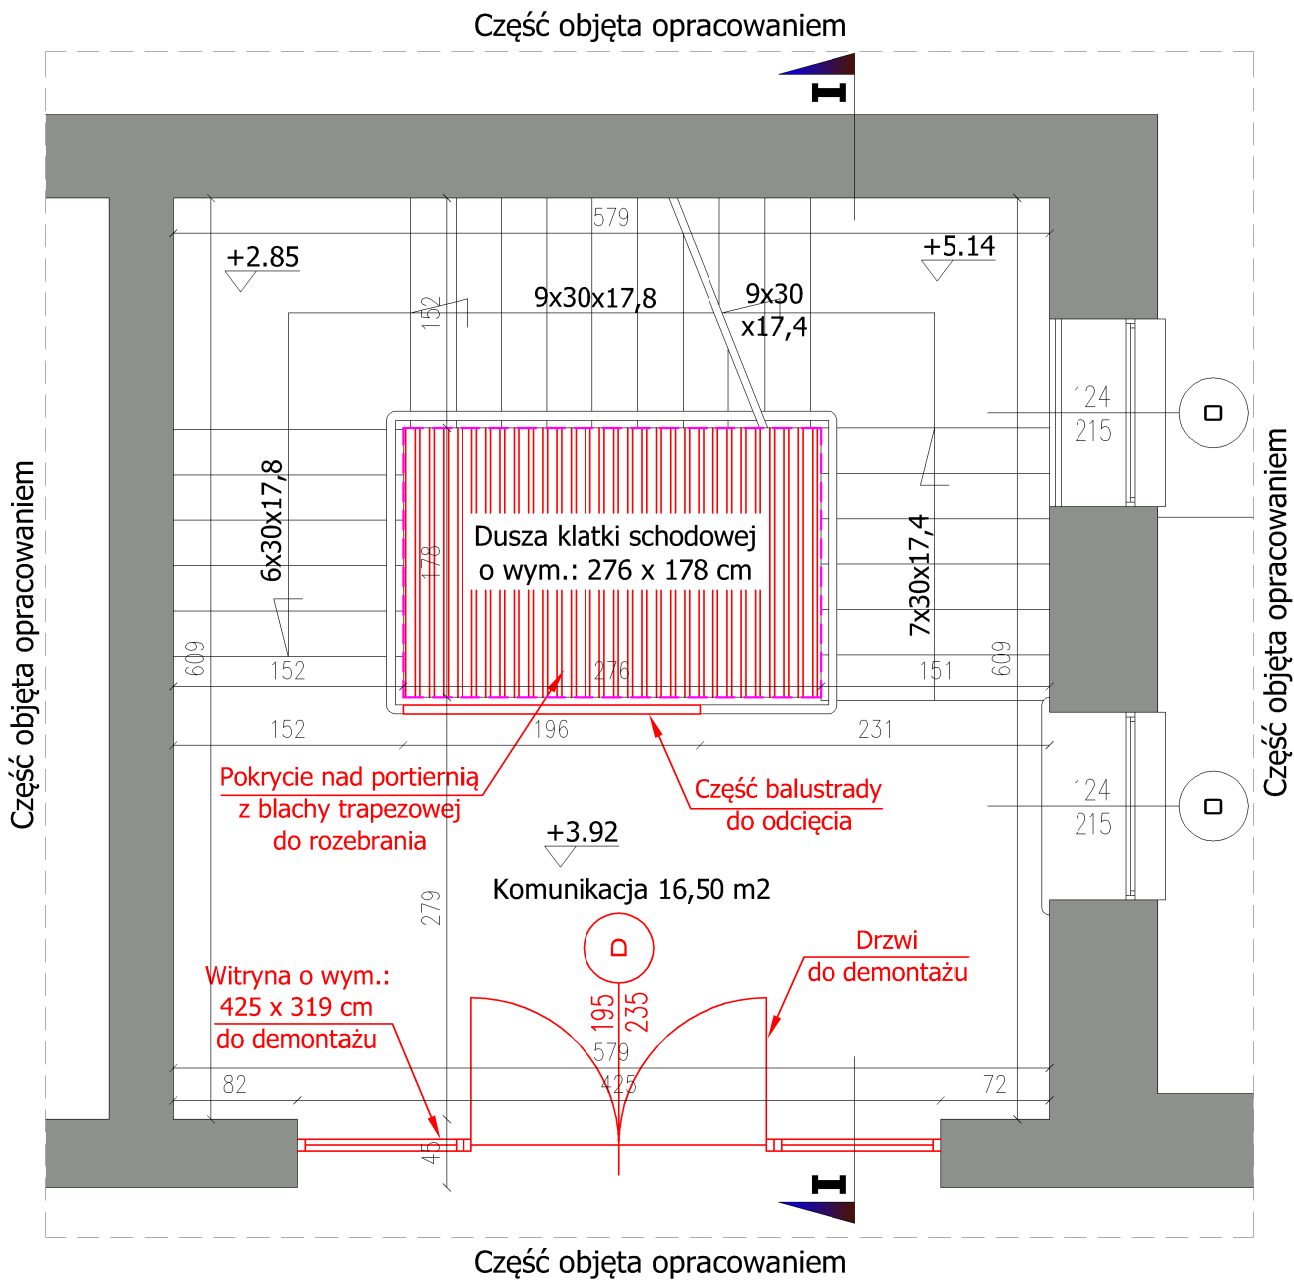 Część objęta opracowaniem
I
579
+2.85
+5.14
9x30x17,8
9x30
x17,4
152
124
215
D
Część objęta opracowaniem
Część objęta opracowaniem
6x30x17,8
7x30x17,4
Dusza klatki schodowej
o wym.: 276 x 178 cm
178
609
609
152
276
151
152
196
231
Pokrycie nad portiernią
z blachy trapezowej
do rozebrania
Część balustrady
do odcięcia
124
215
D
+3.92
Komunikacja 16,50 m2
279
D
Drzwi
do demontażu
Witryna o wym.:
425 x 319 cm
do demontażu
195
235
579
82
425
72
45
I
Część objęta opracowaniem